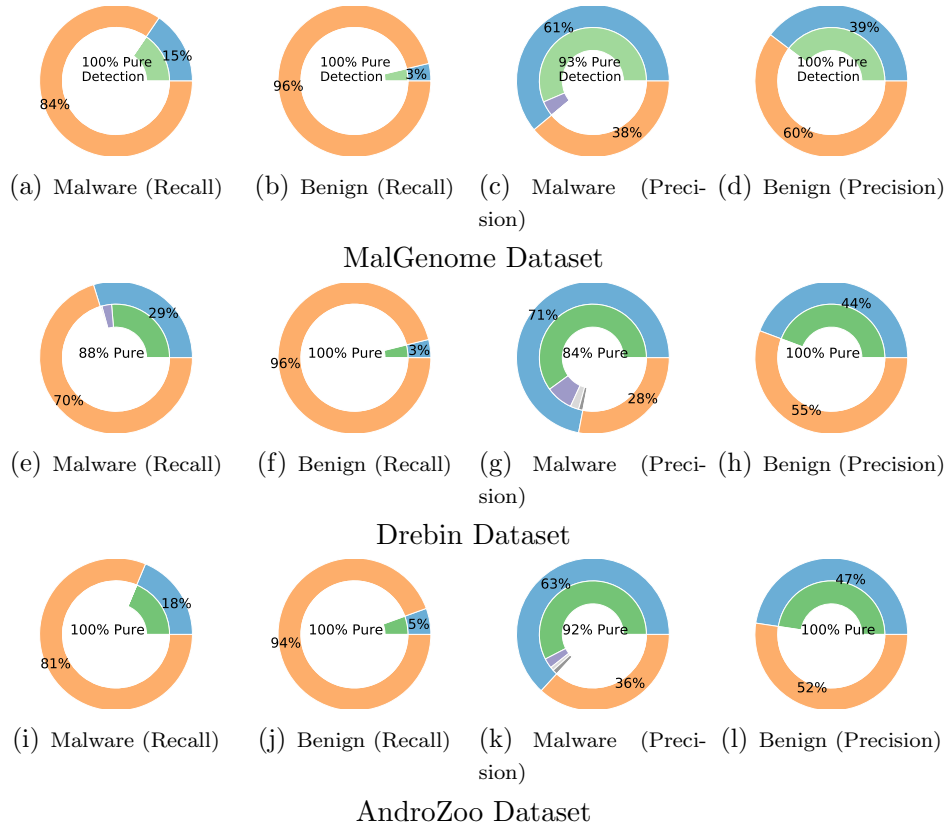 100% Pure
Detection
15%
84%
100% Pure
Detection
3%
96%
61%
93% Pure
Detection
38%
39%
100% Pure
Detection
60%
(a) Malware (Recall)
(b) Benign (Recall)
(c) Malware (Preci-
sion)
(d) Benign (Precision)
MalGenome Dataset
29%
88% Pure
70%
100% Pure
3%
96%
71%
84% Pure
28%
44%
100% Pure
55%
(e) Malware (Recall)
(f) Benign (Recall)
(g) Malware (Preci-
sion)
(h) Benign (Precision)
Drebin Dataset
18%
100% Pure
81%
5%
100% Pure
94%
63%
92% Pure
36%
47%
100% Pure
52%
(i) Malware (Recall)
(j) Benign (Recall)
(k) Malware (Preci-
sion)
(l) Benign (Precision)
AndroZoo Dataset